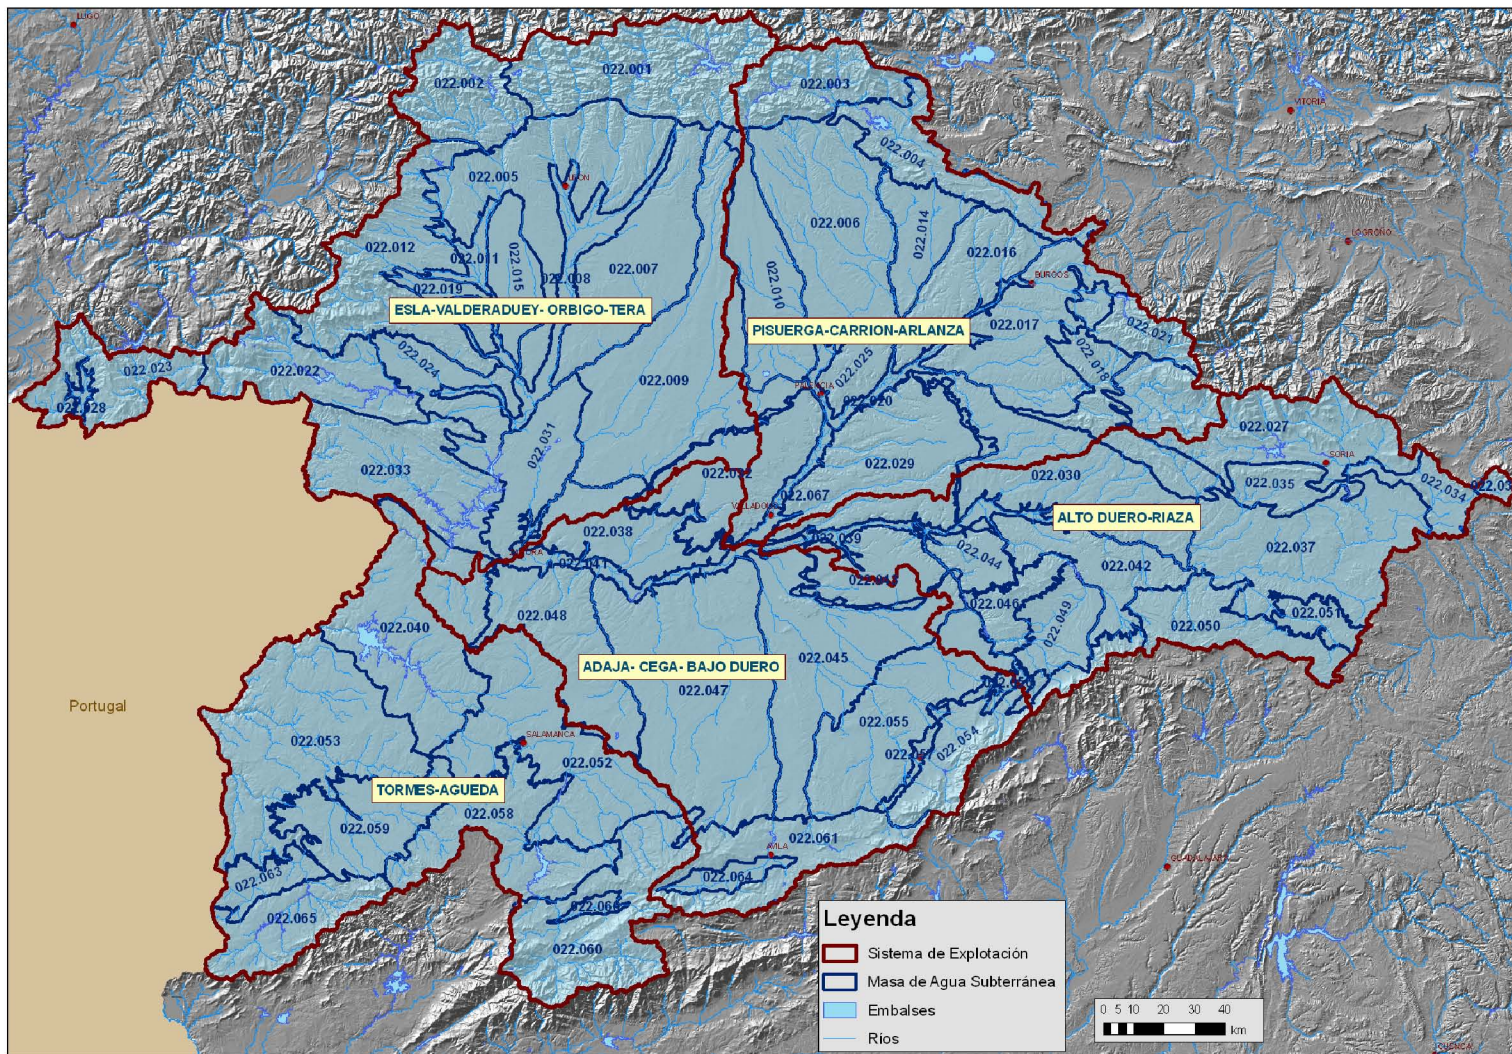 LUGO
022.002
022.001
022.003
VITORIA
022.004
022.005
LEON
022.006
022.014
022.012
022.011
022.015
022.008
022.007
022.016
LOGROÑO
022.019
022.010
BURGOS
ESLA-VALDERADUEY- ORBIGO-TERA
PISUERGA-CARRION-ARLANZA
022.017
022.021
022.023
022.022
022.024
022.009
022.025
022.018
PALENCIA
022.020
022.028
022.027
022.031
022.029
SORIA
022.033
022.032
022.030
022.035
022.034
022.067
VALLADOLID
ALTO DUERO-RIAZA
022.038
022.039
022.037
022.041
022.044
022.042
022.048
022.046
022.049
022.051
022.050
022.040
ADAJA- CEGA- BAJO DUERO
022.045
022.047
Portugal
022.053
SALAMANCA
022.052
022.055
022.057
022.054
TORMES-AGUEDA
022.058
022.059
022.061
AVILA
GUADALAJARA
022.063
022.064
022.065
022.060
Leyenda
Sistema de Explotación
Masa de Agua Subterránea
Embalses
Ríos
0 5 10 20 30 40
km
CUENCA